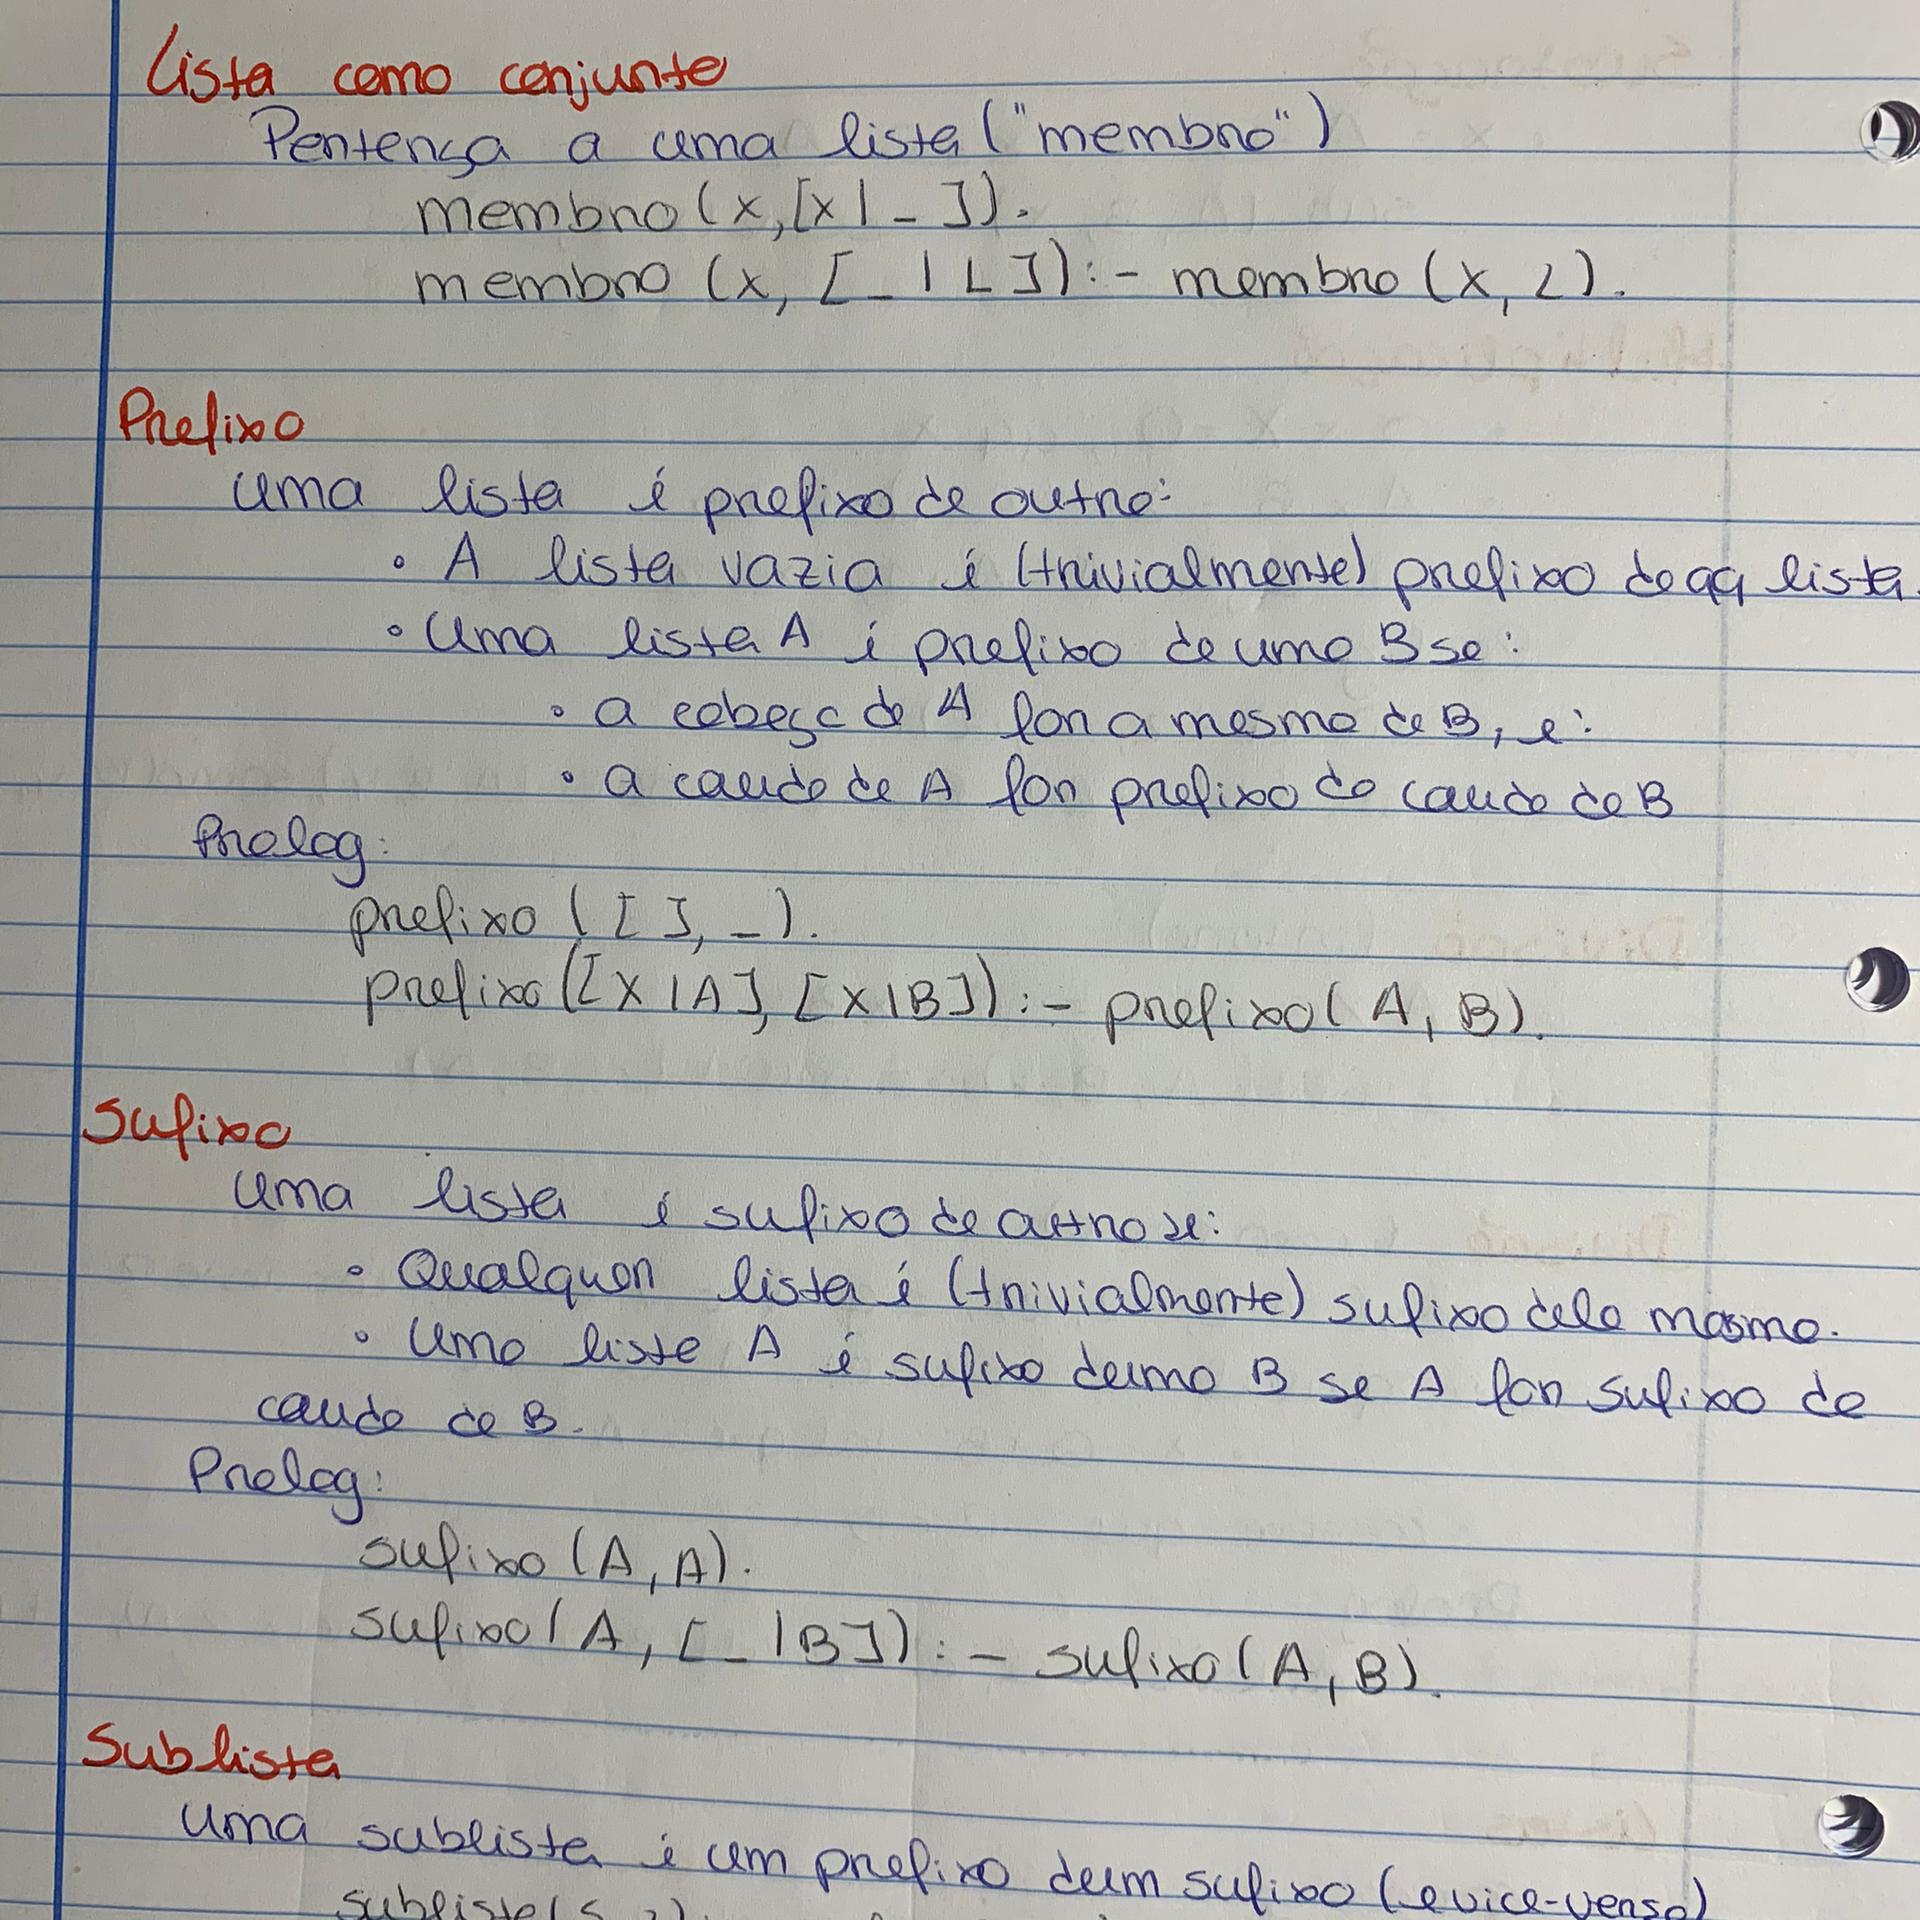 Lista como conjunto
Pertença a uma lista ("membro")
membro (X,[X|_]).
membro (X, [_|L]):- membro (X, L).
Prefixo
Uma lista é prefixo de outra:
• A lista vazia é (trivialmente) prefixo de qq lista.
• Uma lista A é prefixo de uma B se:
• a cabeça de A for a mesma de B, e:
• a cauda de A for prefixo da cauda de B
Prolog:
prefixo ([], _).
prefixo ([X|A], [X|B]):- prefixo (A, B).
Sufixo
Uma lista é sufixo de outra se:
• Qualquer lista é (trivialmente) sufixo dela mesma.
• Uma lista A é sufixo de uma B se A for sufixo da
cauda de B.
Prolog:
sufixo (A, A).
sufixo (A, [_|B]):- sufixo (A, B).
Sublista
Uma sublista é um prefixo dum sufixo (e vice-versa)
sublista (S